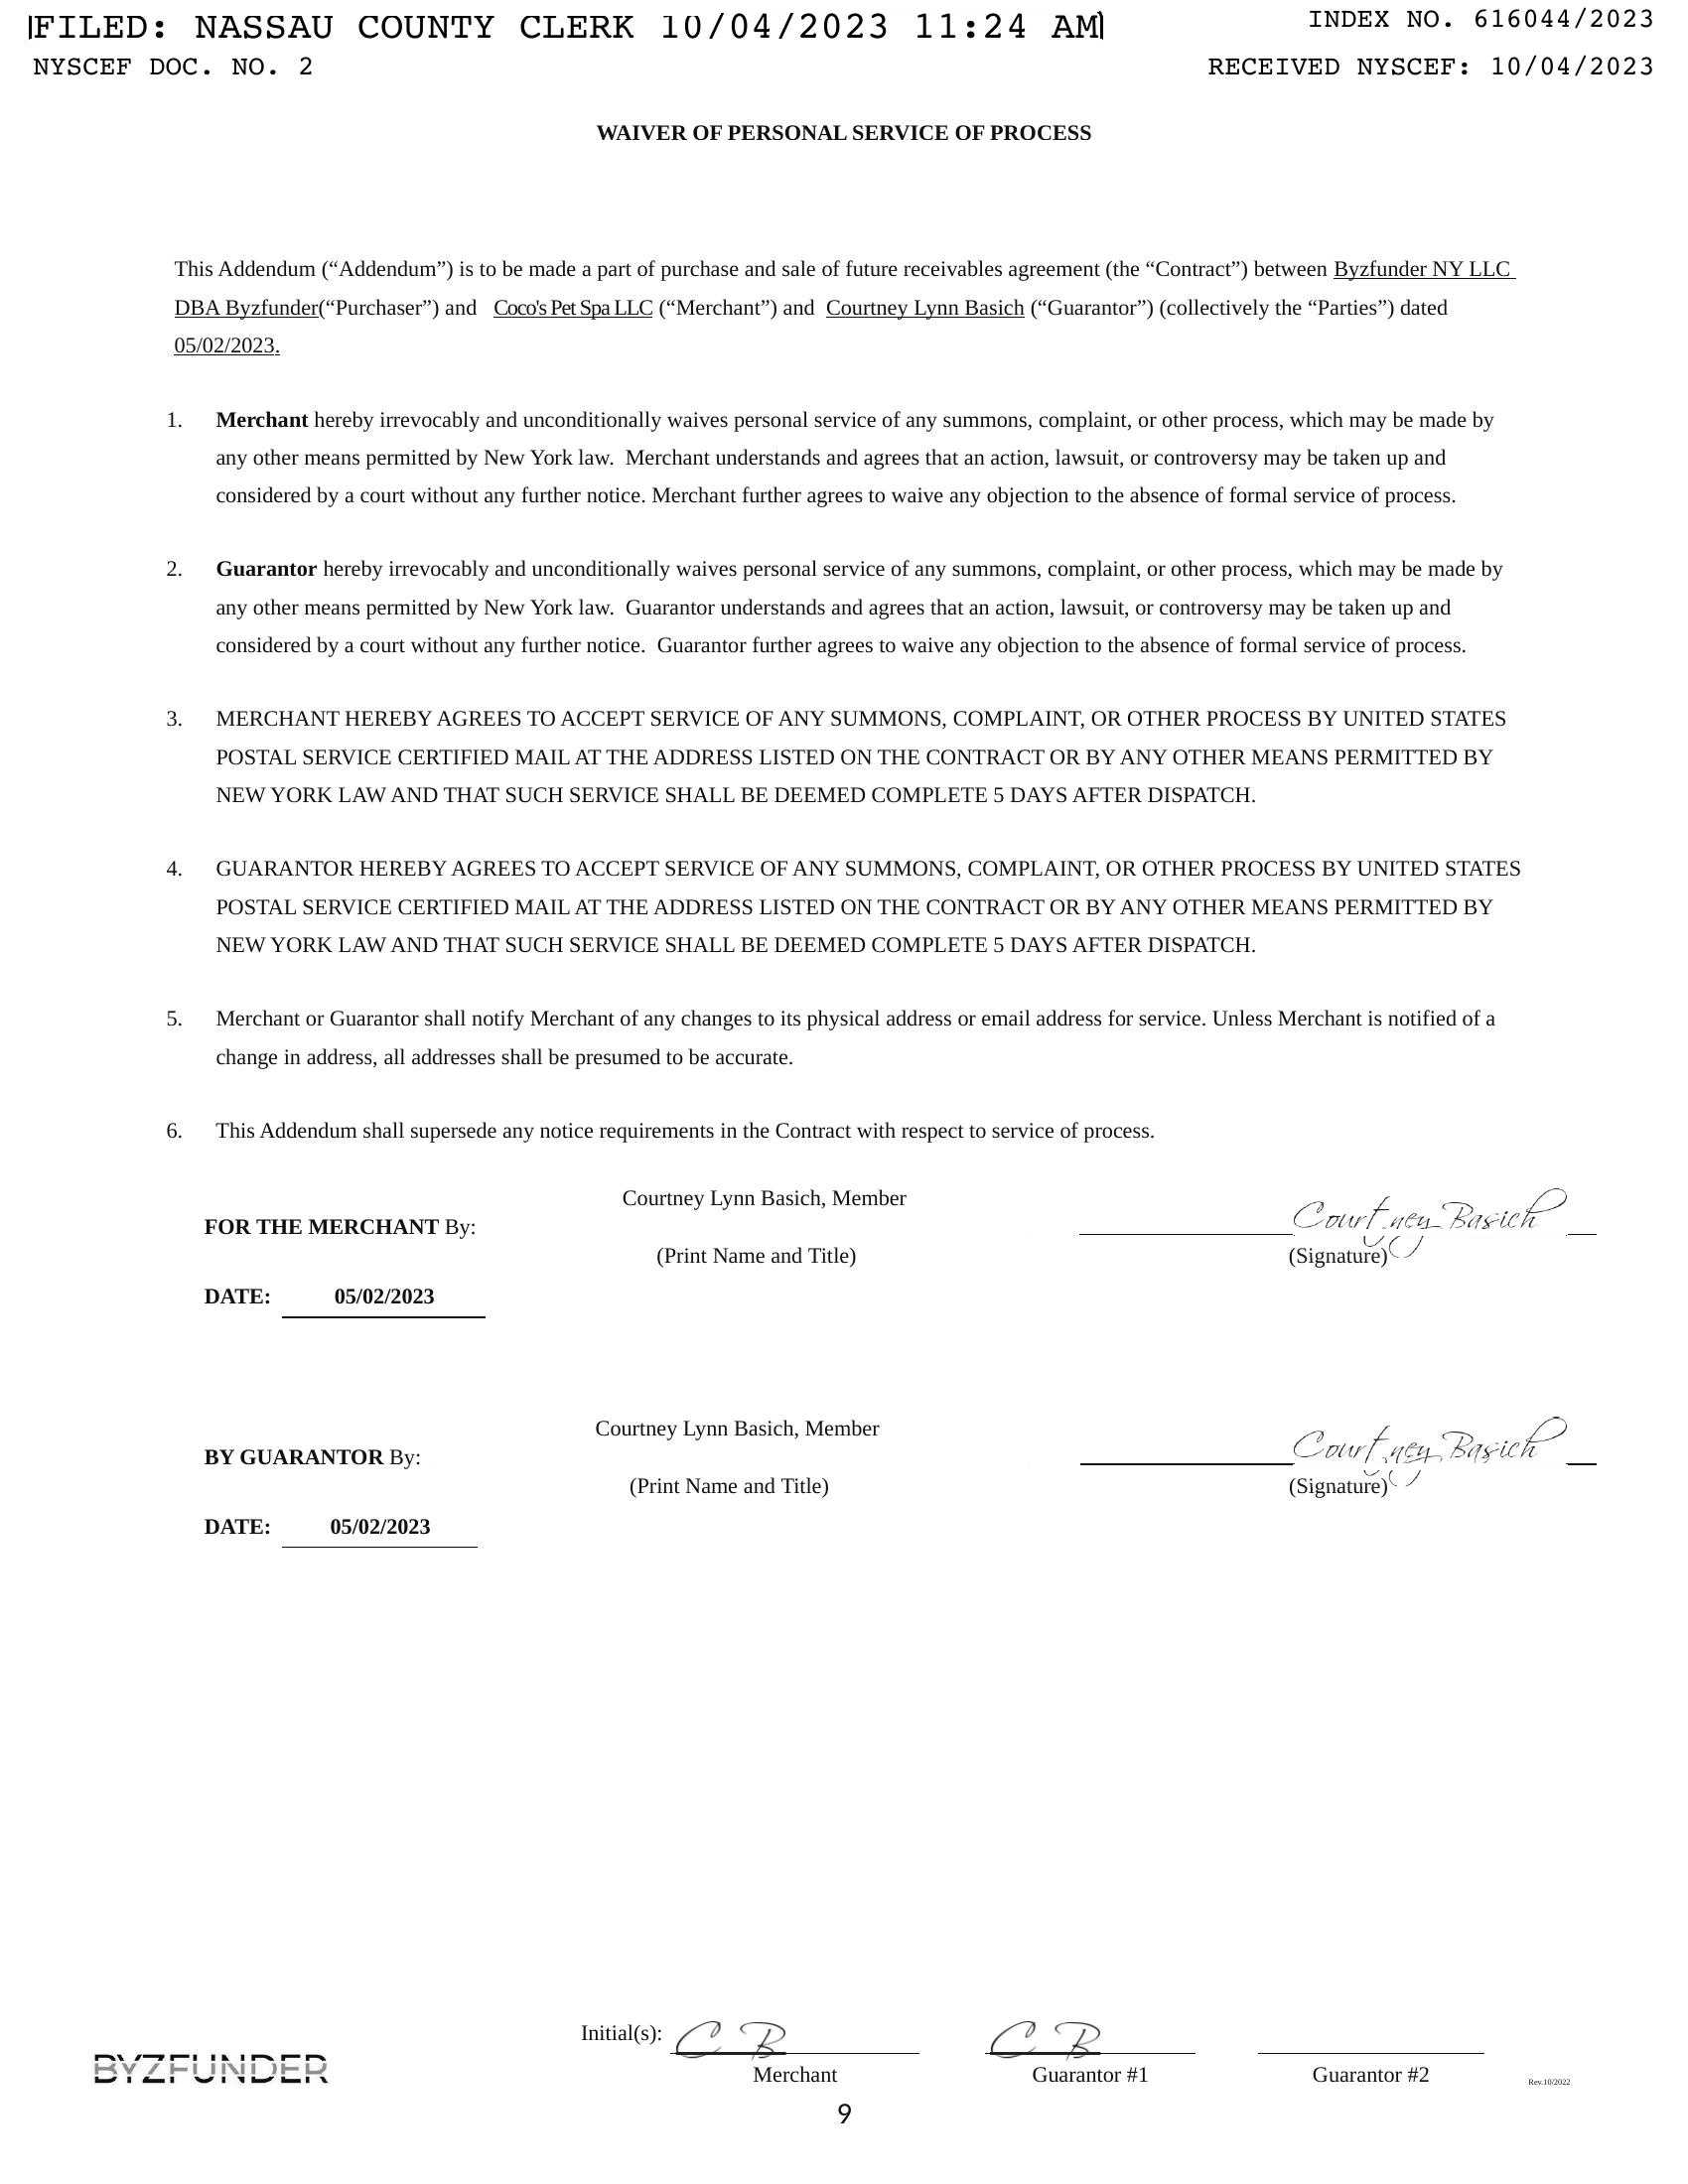 FILED: NASSAU COUNTY CLERK 10/04/2023 11:24 AM
INDEX NO. 616044/2023
NYSCEF DOC. NO. 2
RECEIVED NYSCEF: 10/04/2023
WAIVER OF PERSONAL SERVICE OF PROCESS
This Addendum (“Addendum”) is to be made a part of purchase and sale of future receivables agreement (the “Contract”) between Byzfunder NY LLC
DBA Byzfunder(“Purchaser”) and Coco's Pet Spa LLC (“Merchant”) and Courtney Lynn Basich (“Guarantor”) (collectively the “Parties”) dated
05/02/2023.
1. Merchant hereby irrevocably and unconditionally waives personal service of any summons, complaint, or other process, which may be made by
any other means permitted by New York law. Merchant understands and agrees that an action, lawsuit, or controversy may be taken up and
considered by a court without any further notice. Merchant further agrees to waive any objection to the absence of formal service of process.
2. Guarantor hereby irrevocably and unconditionally waives personal service of any summons, complaint, or other process, which may be made by
any other means permitted by New York law. Guarantor understands and agrees that an action, lawsuit, or controversy may be taken up and
considered by a court without any further notice. Guarantor further agrees to waive any objection to the absence of formal service of process.
3. MERCHANT HEREBY AGREES TO ACCEPT SERVICE OF ANY SUMMONS, COMPLAINT, OR OTHER PROCESS BY UNITED STATES
POSTAL SERVICE CERTIFIED MAIL AT THE ADDRESS LISTED ON THE CONTRACT OR BY ANY OTHER MEANS PERMITTED BY
NEW YORK LAW AND THAT SUCH SERVICE SHALL BE DEEMED COMPLETE 5 DAYS AFTER DISPATCH.
4. GUARANTOR HEREBY AGREES TO ACCEPT SERVICE OF ANY SUMMONS, COMPLAINT, OR OTHER PROCESS BY UNITED STATES
POSTAL SERVICE CERTIFIED MAIL AT THE ADDRESS LISTED ON THE CONTRACT OR BY ANY OTHER MEANS PERMITTED BY
NEW YORK LAW AND THAT SUCH SERVICE SHALL BE DEEMED COMPLETE 5 DAYS AFTER DISPATCH.
5. Merchant or Guarantor shall notify Merchant of any changes to its physical address or email address for service. Unless Merchant is notified of a
change in address, all addresses shall be presumed to be accurate.
6. This Addendum shall supersede any notice requirements in the Contract with respect to service of process.
Courtney Lynn Basich, Member
Courtney Basich
FOR THE MERCHANT By:
(Print Name and Title)
(Signature)
DATE: 05/02/2023
Courtney Lynn Basich, Member
Courtney Basich
BY GUARANTOR By:
(Print Name and Title)
(Signature)
DATE: 05/02/2023
Initial(s): C B C B
BYZFUNDER
Merchant Guarantor #1 Guarantor #2
Rev.10/2022
9